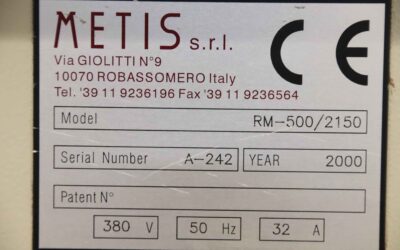 METIS s.r.l.
CE
Via GIOLITTI N°9
10070 ROBASSOMERO Italy
Tel. '39 11 9236196 Fax '39 11 9236564
Model RM-500/2150
Serial Number A-242 YEAR 2000
Patent N°
380 V 50 Hz 32 A